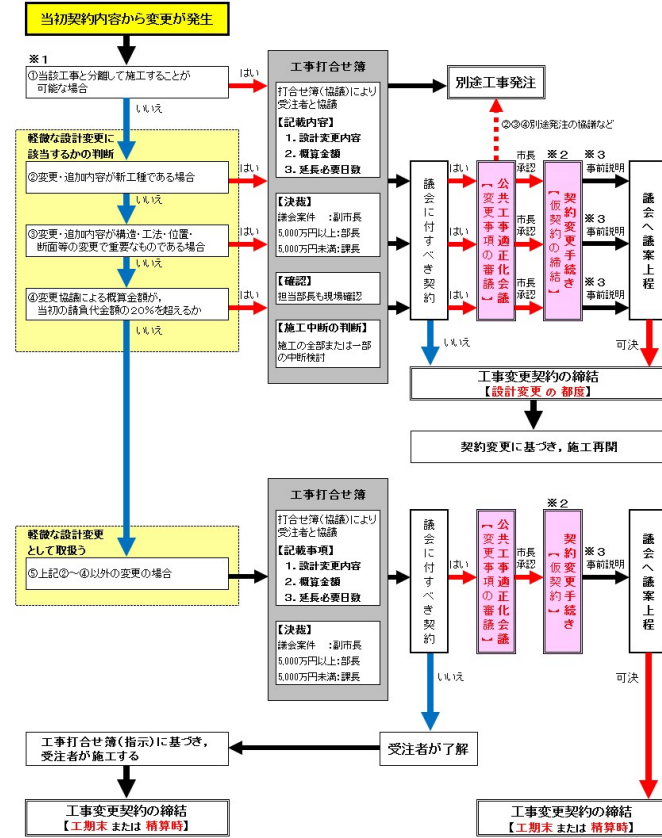 当初契約内容から変更が発生
※1
①当該工事と分離して施工することが
可能な場合
はい
いいえ
工事打合せ簿
打合せ簿(協議)により
受注者と協議
【記載内容】
1. 設計変更内容
2. 概算金額
3. 延長必要日数
【決裁】
議会案件 :副市長
5,000万円以上:部長
5,000万円未満:課長
【確認】
担当部長も現場確認
【施工中断の判断】
施工の全部または一部
の中断検討
別途工事発注
②③④別途発注の協議など
軽微な設計変更に
該当するかの判断
②変更・追加内容が新工種である場合
はい
いいえ
③変更・追加内容が構造・工法・位置・
断面等の変更で重要なものである場合
はい
いいえ
④変更協議による概算金額が,
当初の請負代金額の20%を超えるか
はい
いいえ
議会に付すべき契約
はい
はい
はい
いいえ
公共工事適正化会議
【変更事項の審議】
市長
承認
市長
承認
市長
承認
※2
契約変更手続き
【仮契約の締結】
※3
事前説明
※3
事前説明
※3
事前説明
議会へ議案上程
可決
工事変更契約の締結
【設計変更 の 都度】
契約変更に基づき, 施工再開
軽微な設計変更
として取扱う
⑤上記②~④以外の変更の場合
工事打合せ簿
打合せ簿(協議)により
受注者と協議
【記載事項】
1. 設計変更内容
2. 概算金額
3. 延長必要日数
【決裁】
議会案件 :副市長
5,000万円以上:部長
5,000万円未満:課長
議会に付すべき契約
はい
いいえ
公共工事適正化会議
【変更事項の審議】
市長
承認
※2
契約変更手続き
【仮契約】
※3
事前説明
議会へ議案上程
可決
受注者が了解
工事打合せ簿(指示)に基づき,
受注者が施工する
工事変更契約の締結
【工期末 または 精算時】
工事変更契約の締結
【工期末 または 精算時】